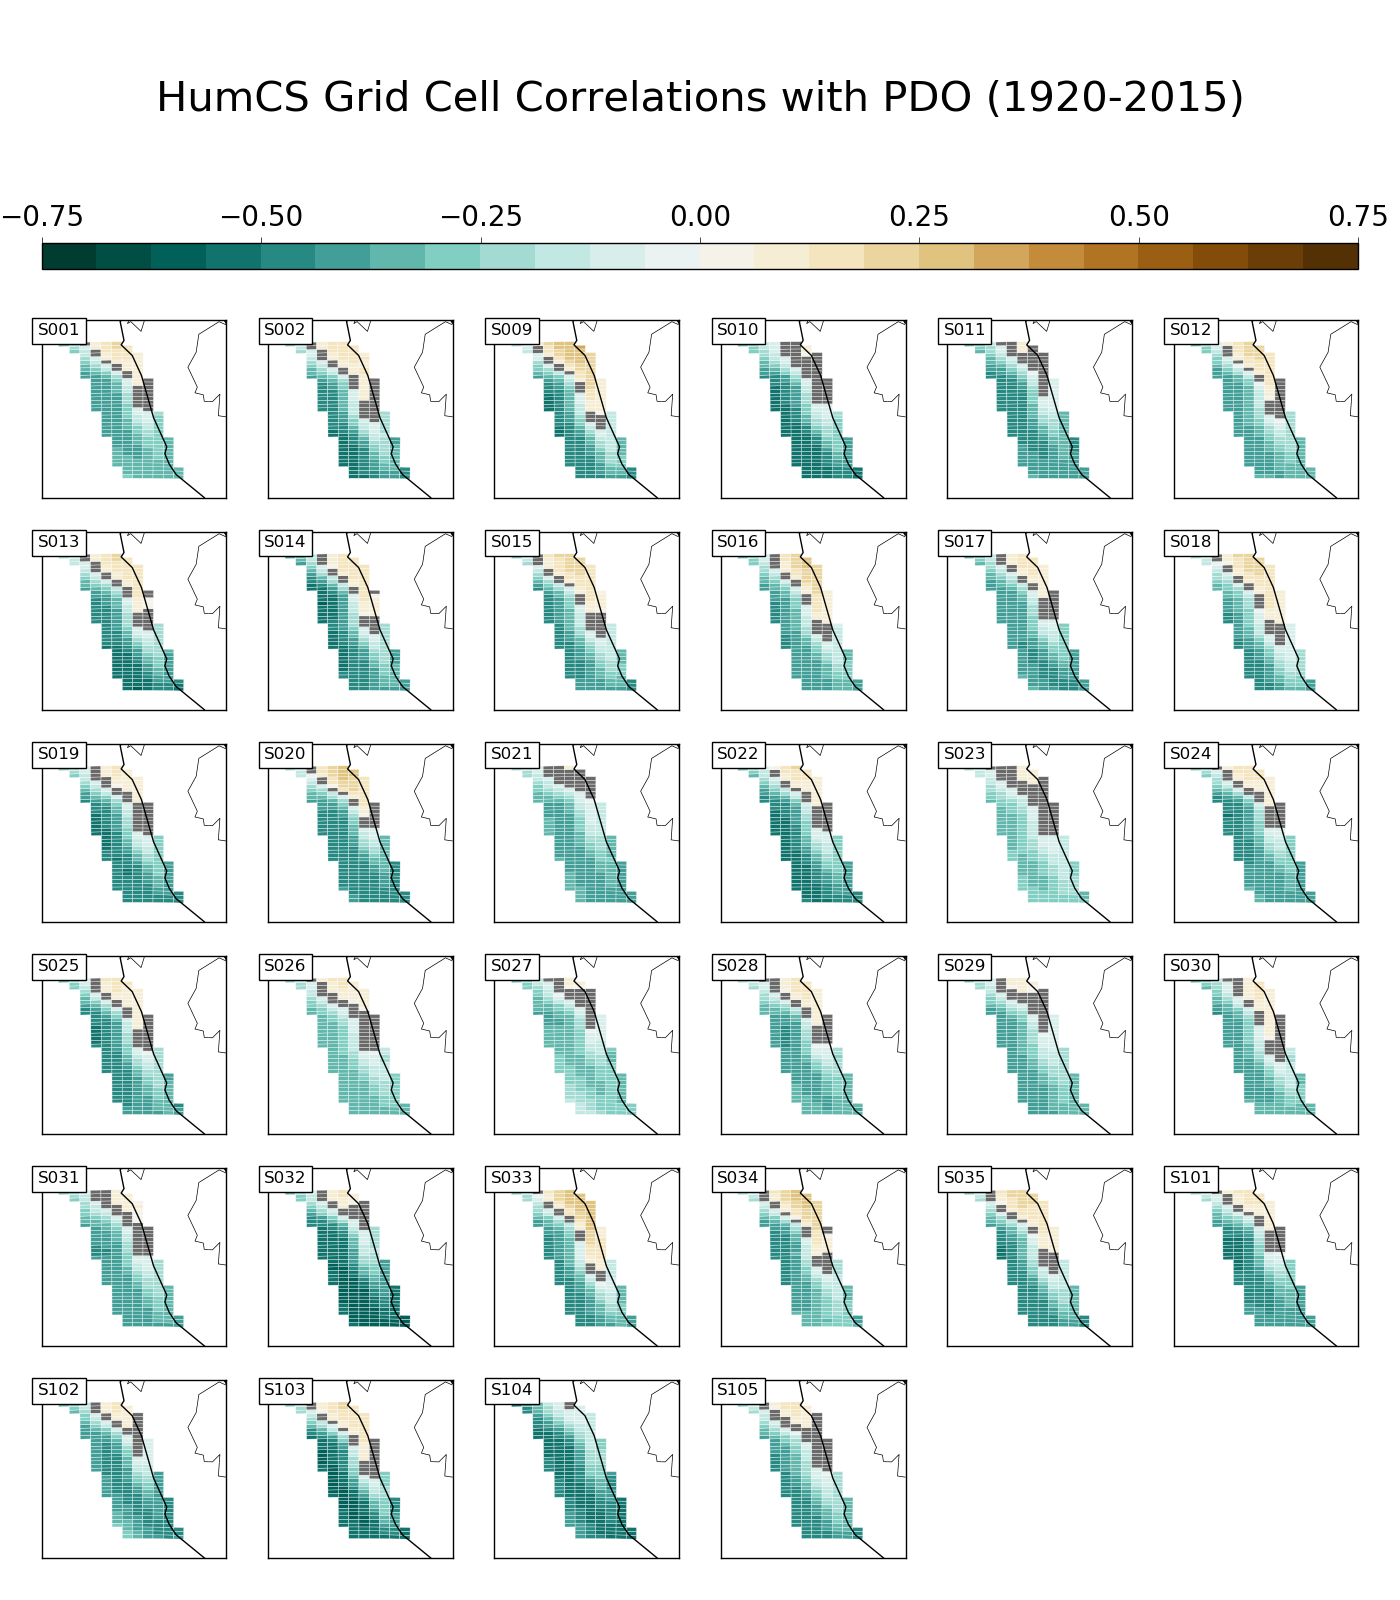 HumCS Grid Cell Correlations with PDO (1920-2015)
−0.75 −0.50 −0.25 0.00 0.25 0.50 0.75
S001 S002 S009 S010 S011 S012
S013 S014 S015 S016 S017 S018
S019 S020 S021 S022 S023 S024
S025 S026 S027 S028 S029 S030
S031 S032 S033 S034 S035 S101
S102 S103 S104 S105